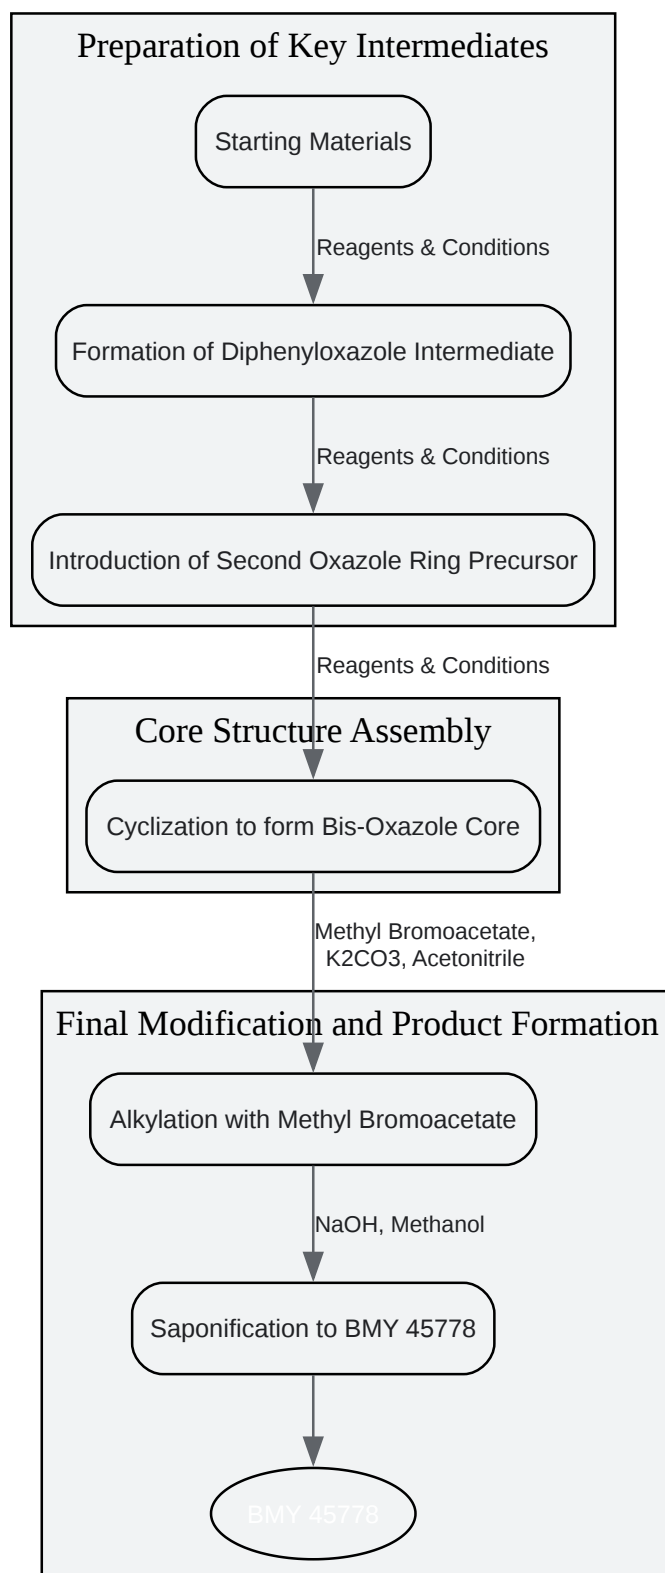 Preparation of Key Intermediates
Starting Materials
Reagents & Conditions
Formation of Diphenyloxazole Intermediate
Reagents & Conditions
Introduction of Second Oxazole Ring Precursor
Reagents & Conditions
Core Structure Assembly
Cyclization to form Bis-Oxazole Core
Methyl Bromoacetate,
K2CO3, Acetonitrile
Final Modification and Product Formation
Alkylation with Methyl Bromoacetate
NaOH, Methanol
Saponification to BMY 45778
BMY 45778